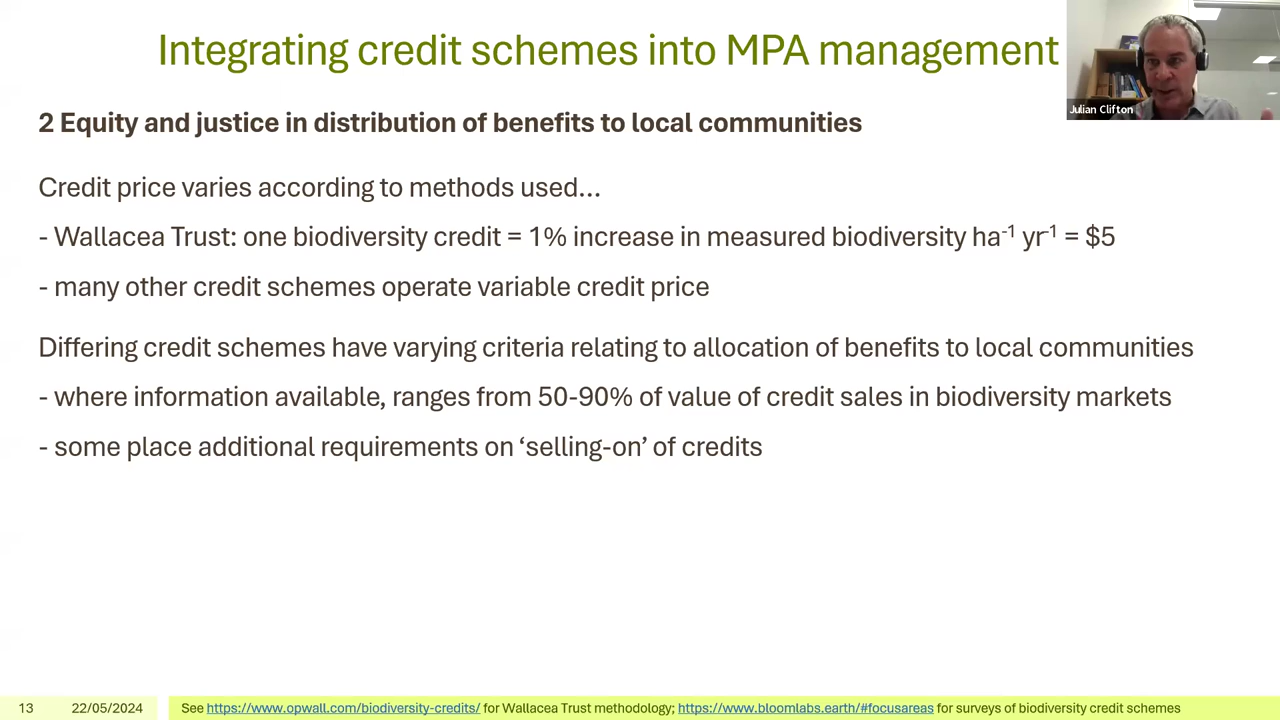 Integrating credit schemes into MPA management
Julian Clifton
2 Equity and justice in distribution of benefits to local communities
Credit price varies according to methods used...
- Wallacea Trust: one biodiversity credit = 1% increase in measured biodiversity ha⁻¹ yr⁻¹ = $5
- many other credit schemes operate variable credit price
Differing credit schemes have varying criteria relating to allocation of benefits to local communities
- where information available, ranges from 50-90% of value of credit sales in biodiversity markets
- some place additional requirements on ‘selling-on’ of credits
13 22/05/2024 See https://www.opwall.com/biodiversity-credits/ for Wallacea Trust methodology; https://www.bloomlabs.earth/#focusareas for surveys of biodiversity credit schemes